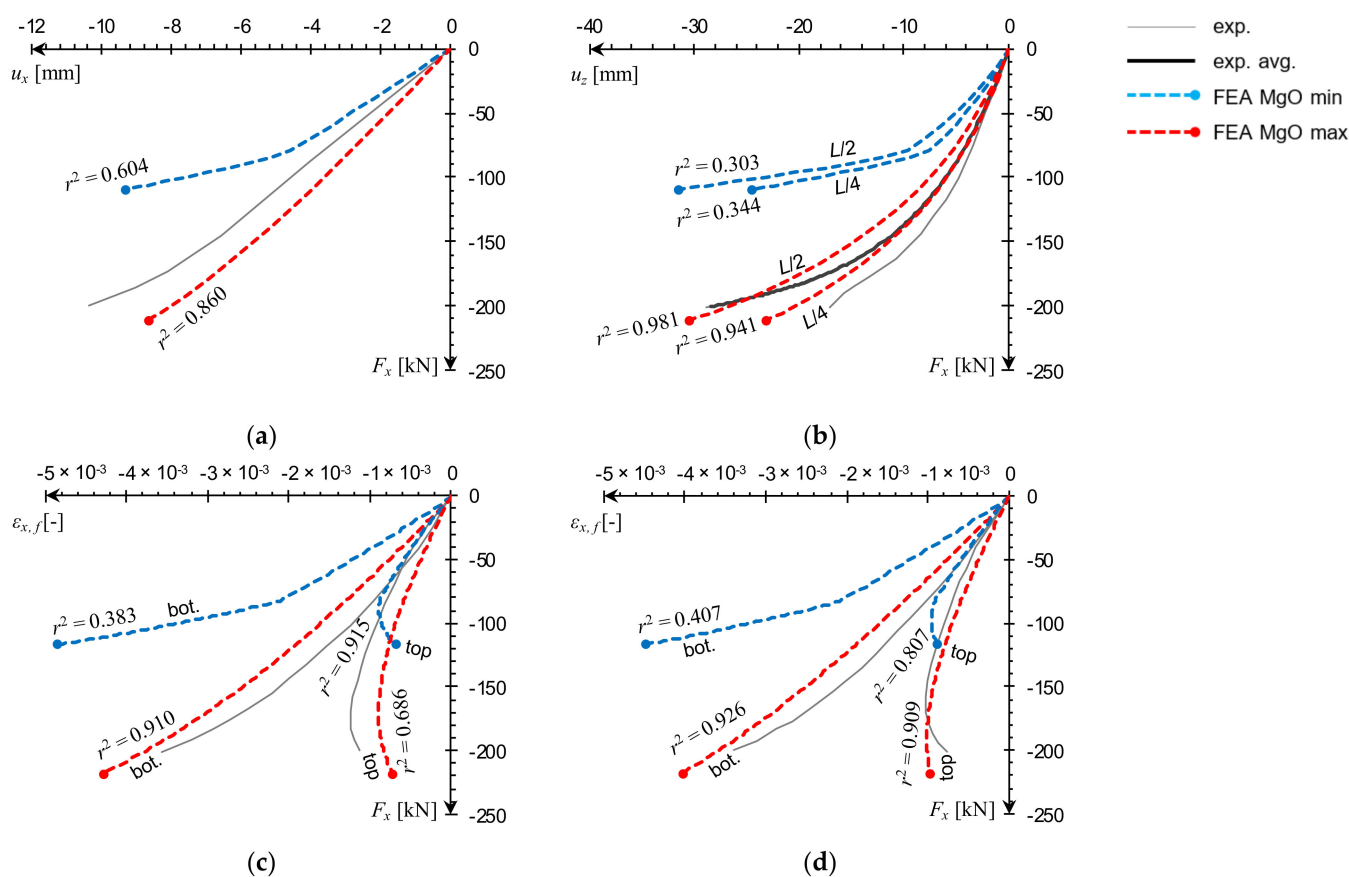 -12 -10 -8 -6 -4 -2 0
uₓ [mm]
0
-50
-100
-150
-200
-250
r² = 0.604
r² = 0.860
Fₓ [kN]
(a)
-40 -30 -20 -10 0
u_z [mm]
0
-50
-100
-150
-200
-250
r² = 0.303
L/2
L/4
r² = 0.344
L/2
r² = 0.981
r² = 0.941
L/4
Fₓ [kN]
(b)
exp.
exp. avg.
FEA MgO min
FEA MgO max
-5 × 10⁻³ -4 × 10⁻³ -3 × 10⁻³ -2 × 10⁻³ -1 × 10⁻³ 0
εₓ,f [-]
0
-50
-100
-150
-200
-250
r² = 0.383
bot.
r² = 0.915
top
r² = 0.910
bot.
top
r² = 0.686
Fₓ [kN]
(c)
-5 × 10⁻³ -4 × 10⁻³ -3 × 10⁻³ -2 × 10⁻³ -1 × 10⁻³ 0
εₓ,f [-]
0
-50
-100
-150
-200
-250
r² = 0.407
bot.
r² = 0.807
top
r² = 0.926
bot.
r² = 0.909
top
Fₓ [kN]
(d)